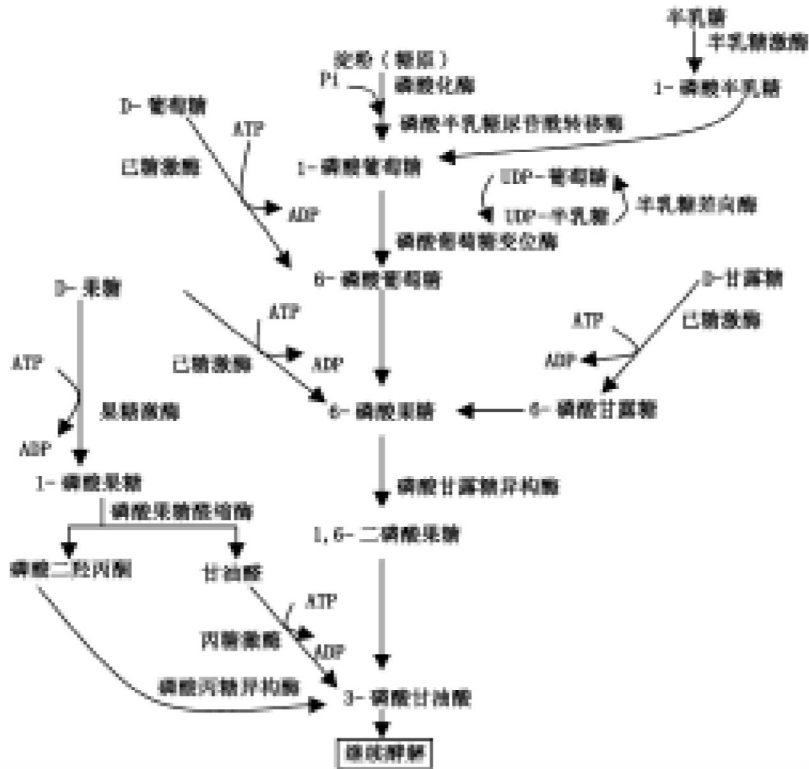 半乳糖
半乳糖激酶
淀粉(糖原)
Pi
磷酸化酶
1-磷酸半乳糖
D-葡萄糖
ATP
磷酸半乳糖尿苷酰转移酶
已糖激酶
1-磷酸葡萄糖
UDP-葡萄糖
ADP
UDP-半乳糖
半乳糖差向酶
磷酸葡萄糖变位酶
6-磷酸葡萄糖
D-果糖
D-甘露糖
ATP
ATP
已糖激酶
ATP
已糖激酶
ADP
ADP
果糖激酶
6-磷酸果糖
6-磷酸甘露糖
ADP
1-磷酸果糖
磷酸甘露糖异构酶
磷酸果糖醛缩酶
1,6-二磷酸果糖
磷酸二羟丙酮
甘油醛
ATP
丙糖激酶
ADP
磷酸丙糖异构酶
3-磷酸甘油酸
继续酵解